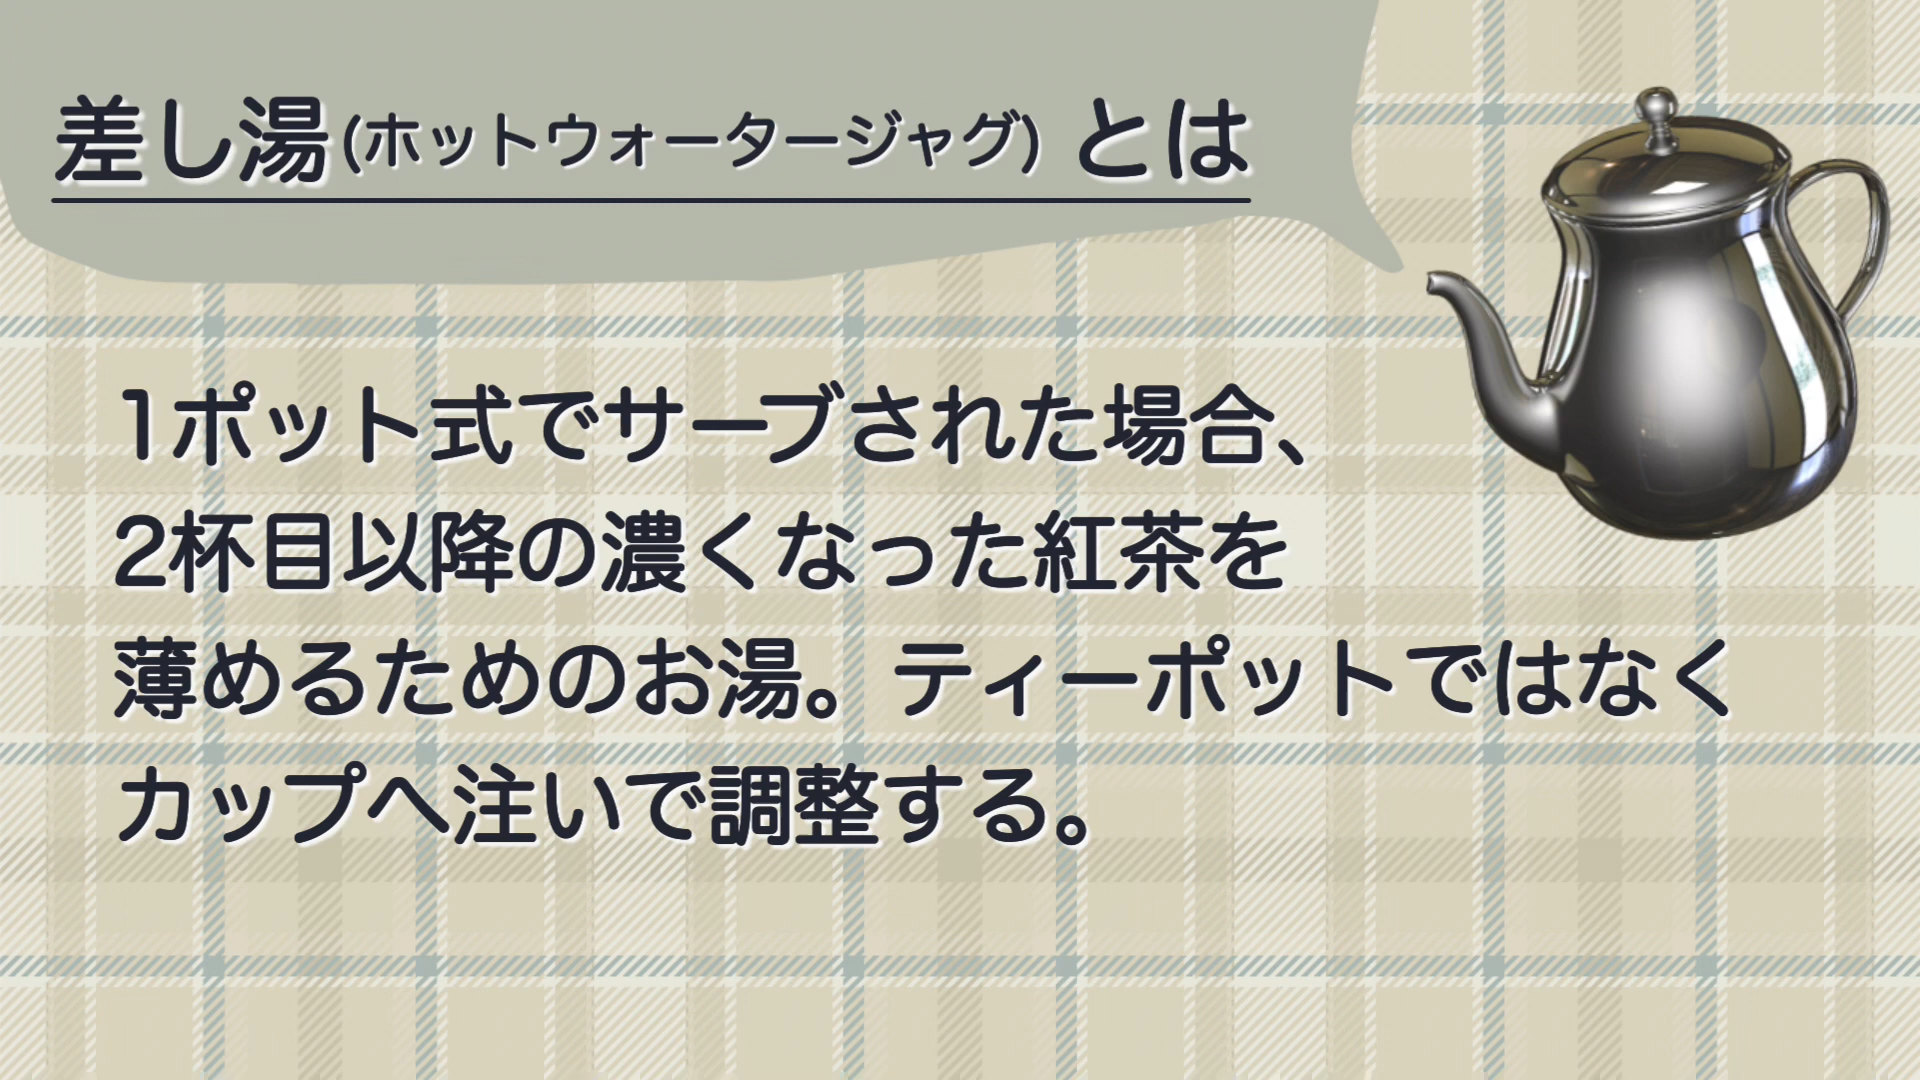 差し湯(ホットウォータージャグ) とは
1ポット式でサーブされた場合、
2杯目以降の濃くなった紅茶を
薄めるためのお湯。ティーポットではなく
カップへ注いで調整する。